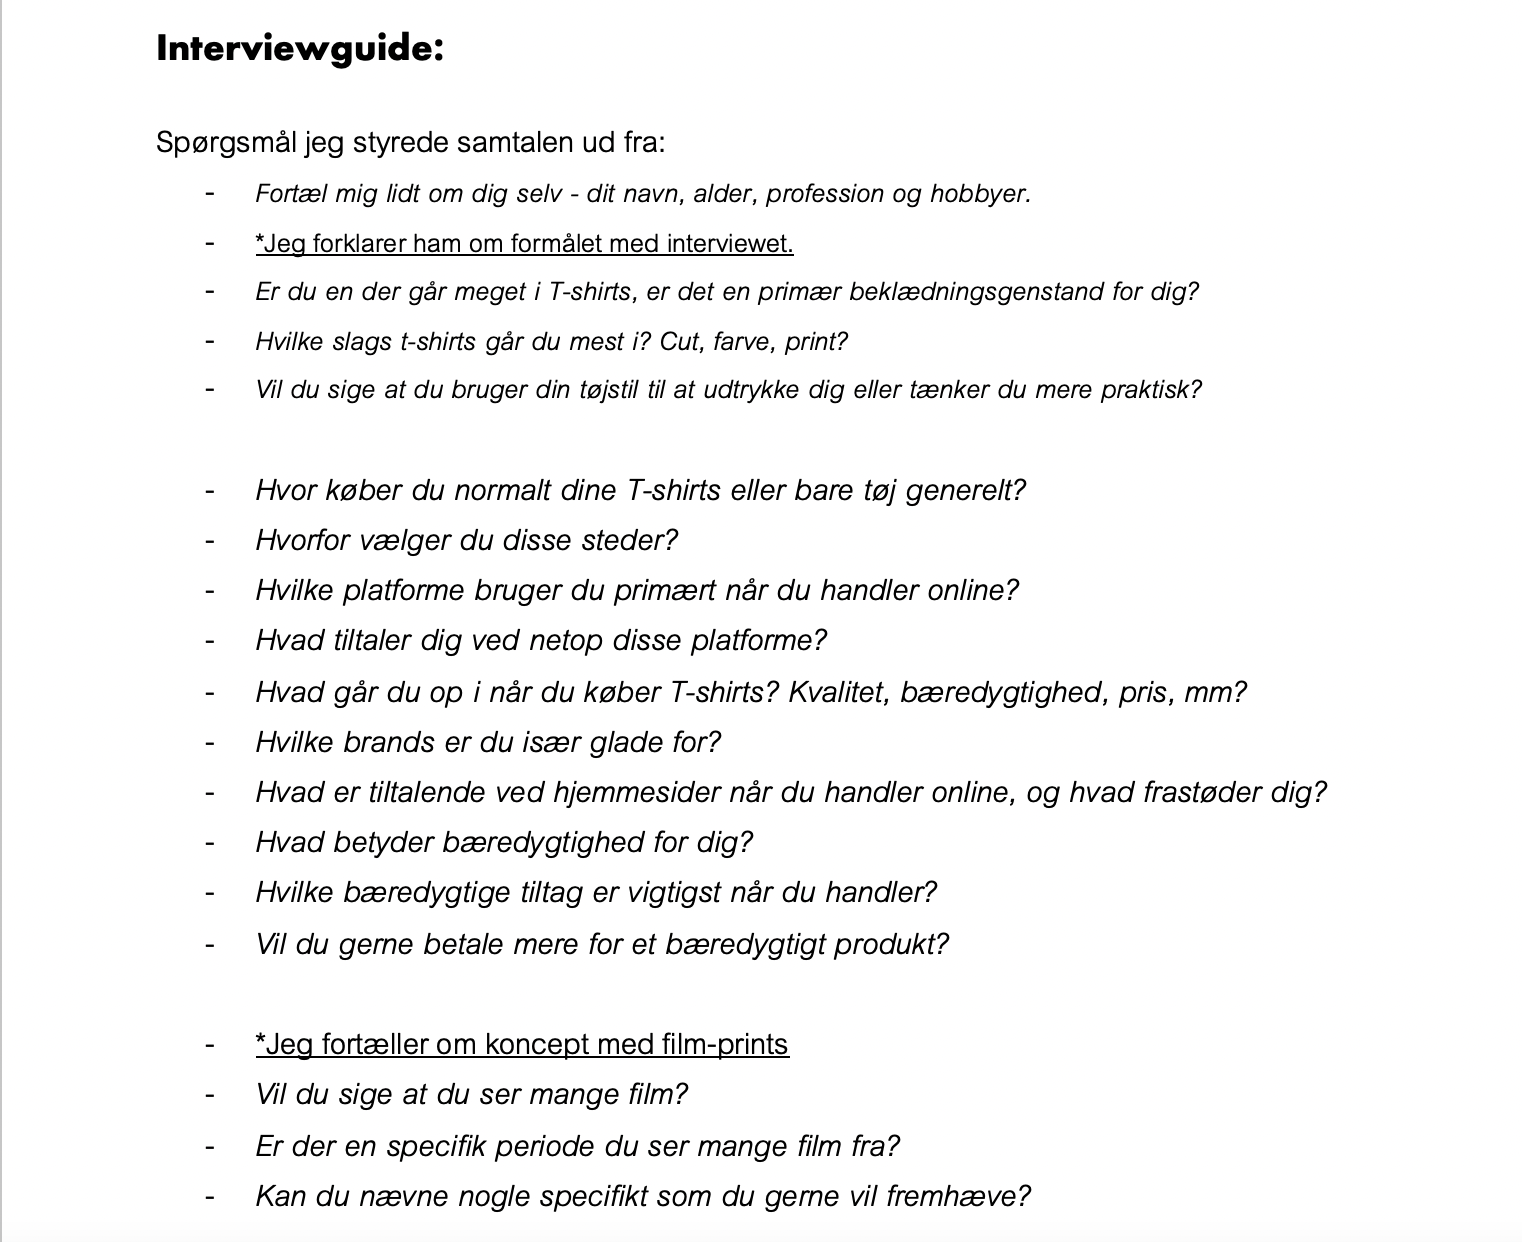 Interviewguide:
Spørgsmål jeg styrede samtalen ud fra:
- Fortæl mig lidt om dig selv - dit navn, alder, profession og hobbyer.
- *Jeg forklarer ham om formålet med interviewet.
- Er du en der går meget i T-shirts, er det en primær beklædningsgenstand for dig?
- Hvilke slags t-shirts går du mest i? Cut, farve, print?
- Vil du sige at du bruger din tøjstil til at udtrykke dig eller tænker du mere praktisk?
- Hvor køber du normalt dine T-shirts eller bare tøj generelt?
- Hvorfor vælger du disse steder?
- Hvilke platforme bruger du primært når du handler online?
- Hvad tiltaler dig ved netop disse platforme?
- Hvad går du op i når du køber T-shirts? Kvalitet, bæredygtighed, pris, mm?
- Hvilke brands er du især glade for?
- Hvad er tiltalende ved hjemmesider når du handler online, og hvad frastøder dig?
- Hvad betyder bæredygtighed for dig?
- Hvilke bæredygtige tiltag er vigtigst når du handler?
- Vil du gerne betale mere for et bæredygtigt produkt?
- *Jeg fortæller om koncept med film-prints
- Vil du sige at du ser mange film?
- Er der en specifik periode du ser mange film fra?
- Kan du nævne nogle specifikt som du gerne vil fremhæve?